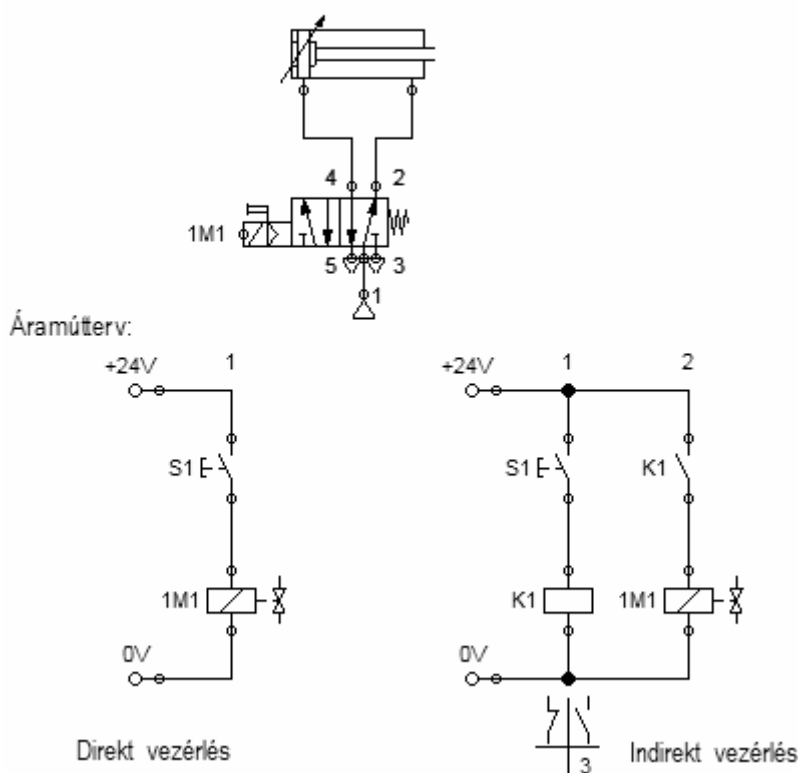 4 2
1M1
5 3
1
Áramútterv:
+24V 1
S1
1M1
0V
Direkt vezérlés
+24V 1 2
S1 K1
K1 1M1
0V
3
Indirekt vezérlés